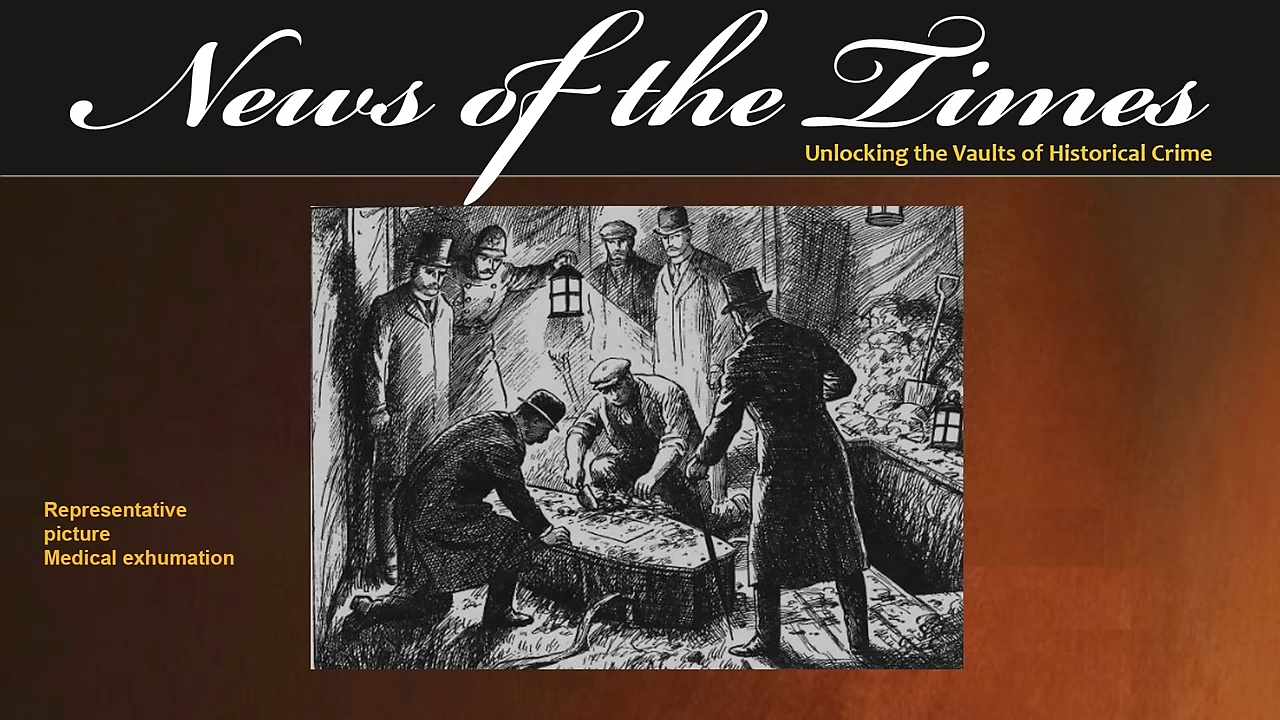 News of the Times
Unlocking the Vaults of Historical Crime
Representative
picture
Medical exhumation